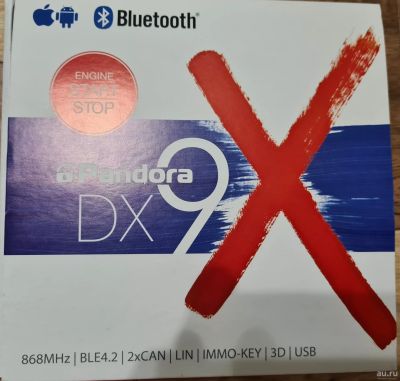 Bluetooth®
ENGINE
START
STOP
Pandora
DX 9X
868MHz | BLE4.2 | 2xCAN | LIN | IMMO-KEY | 3D | USB
au.ru